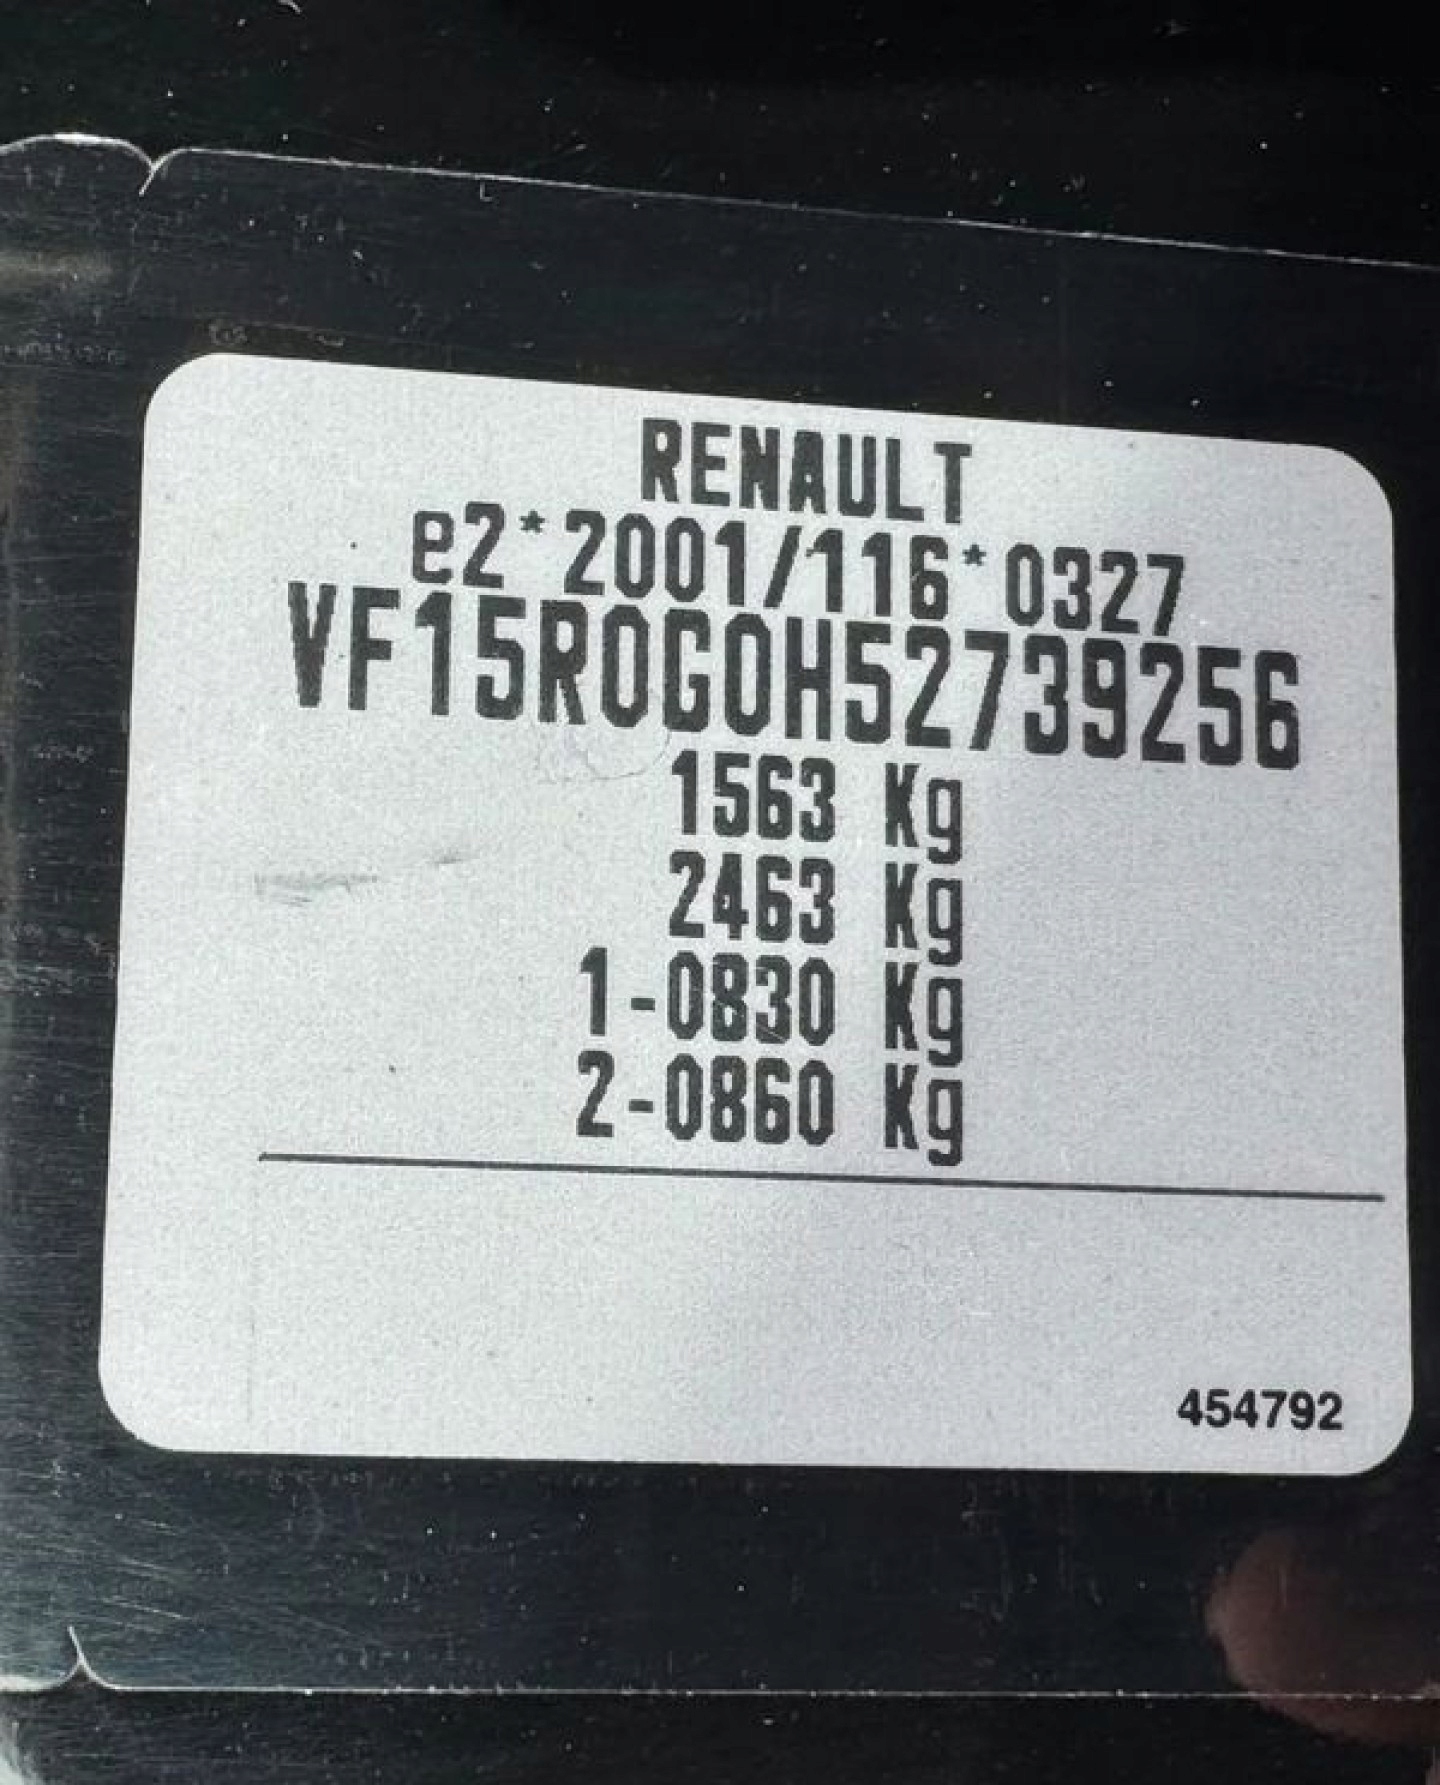 RENAULT
e2*2001/116*0327
VF15R0G0H52739256
1563 Kg
2463 Kg
1-0830 Kg
2-0860 Kg
454792